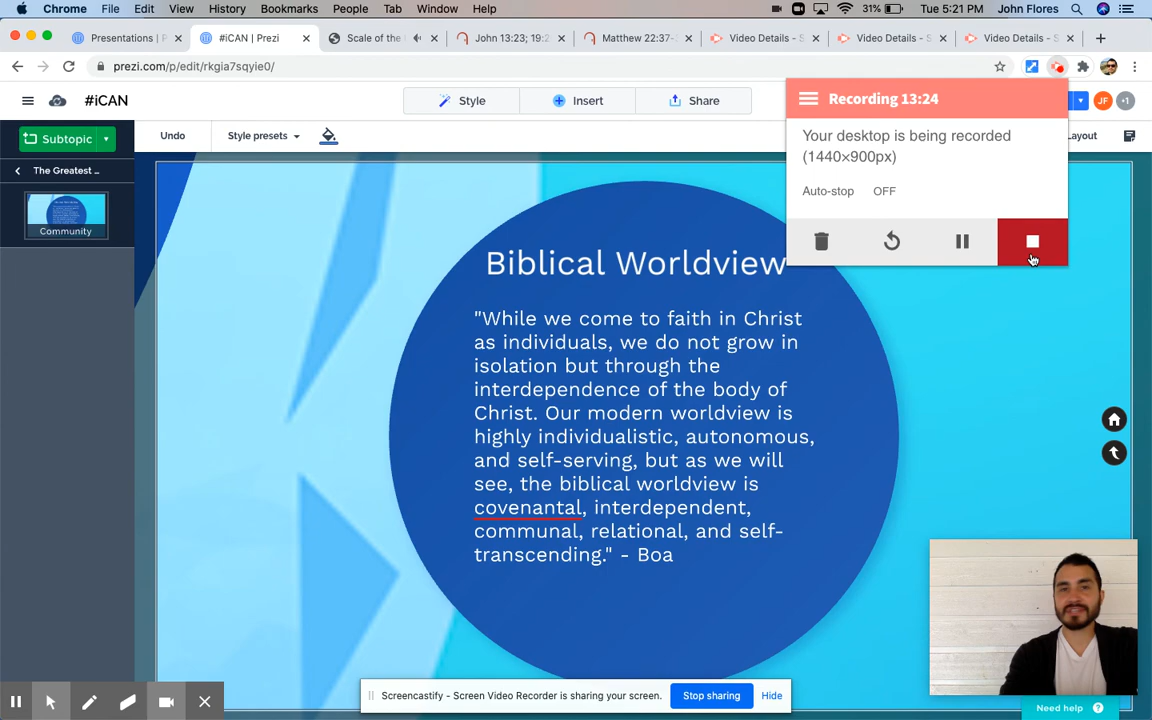 Chrome File Edit View History Bookmarks People Tab Window Help 31% Tue 5:21 PM John Flores
Presentations | P #iCAN | Prezi Scale of the John 13:23; 19:2 Matthew 22:37- Video Details - S Video Details - S Video Details - S
prezi.com/p/edit/rkgia7sqyie0/
#iCAN Style Insert Share JF +1
Recording 13:24
Subtopic Undo Style presets Layout
Your desktop is being recorded
(1440×900px)
The Greatest ...
Auto-stop OFF
Community
Biblical Worldview
"While we come to faith in Christ
as individuals, we do not grow in
isolation but through the
interdependence of the body of
Christ. Our modern worldview is
highly individualistic, autonomous,
and self-serving, but as we will
see, the biblical worldview is
covenantal, interdependent,
communal, relational, and self-
transcending." - Boa
Screencastify - Screen Video Recorder is sharing your screen. Stop sharing Hide
Need help ?